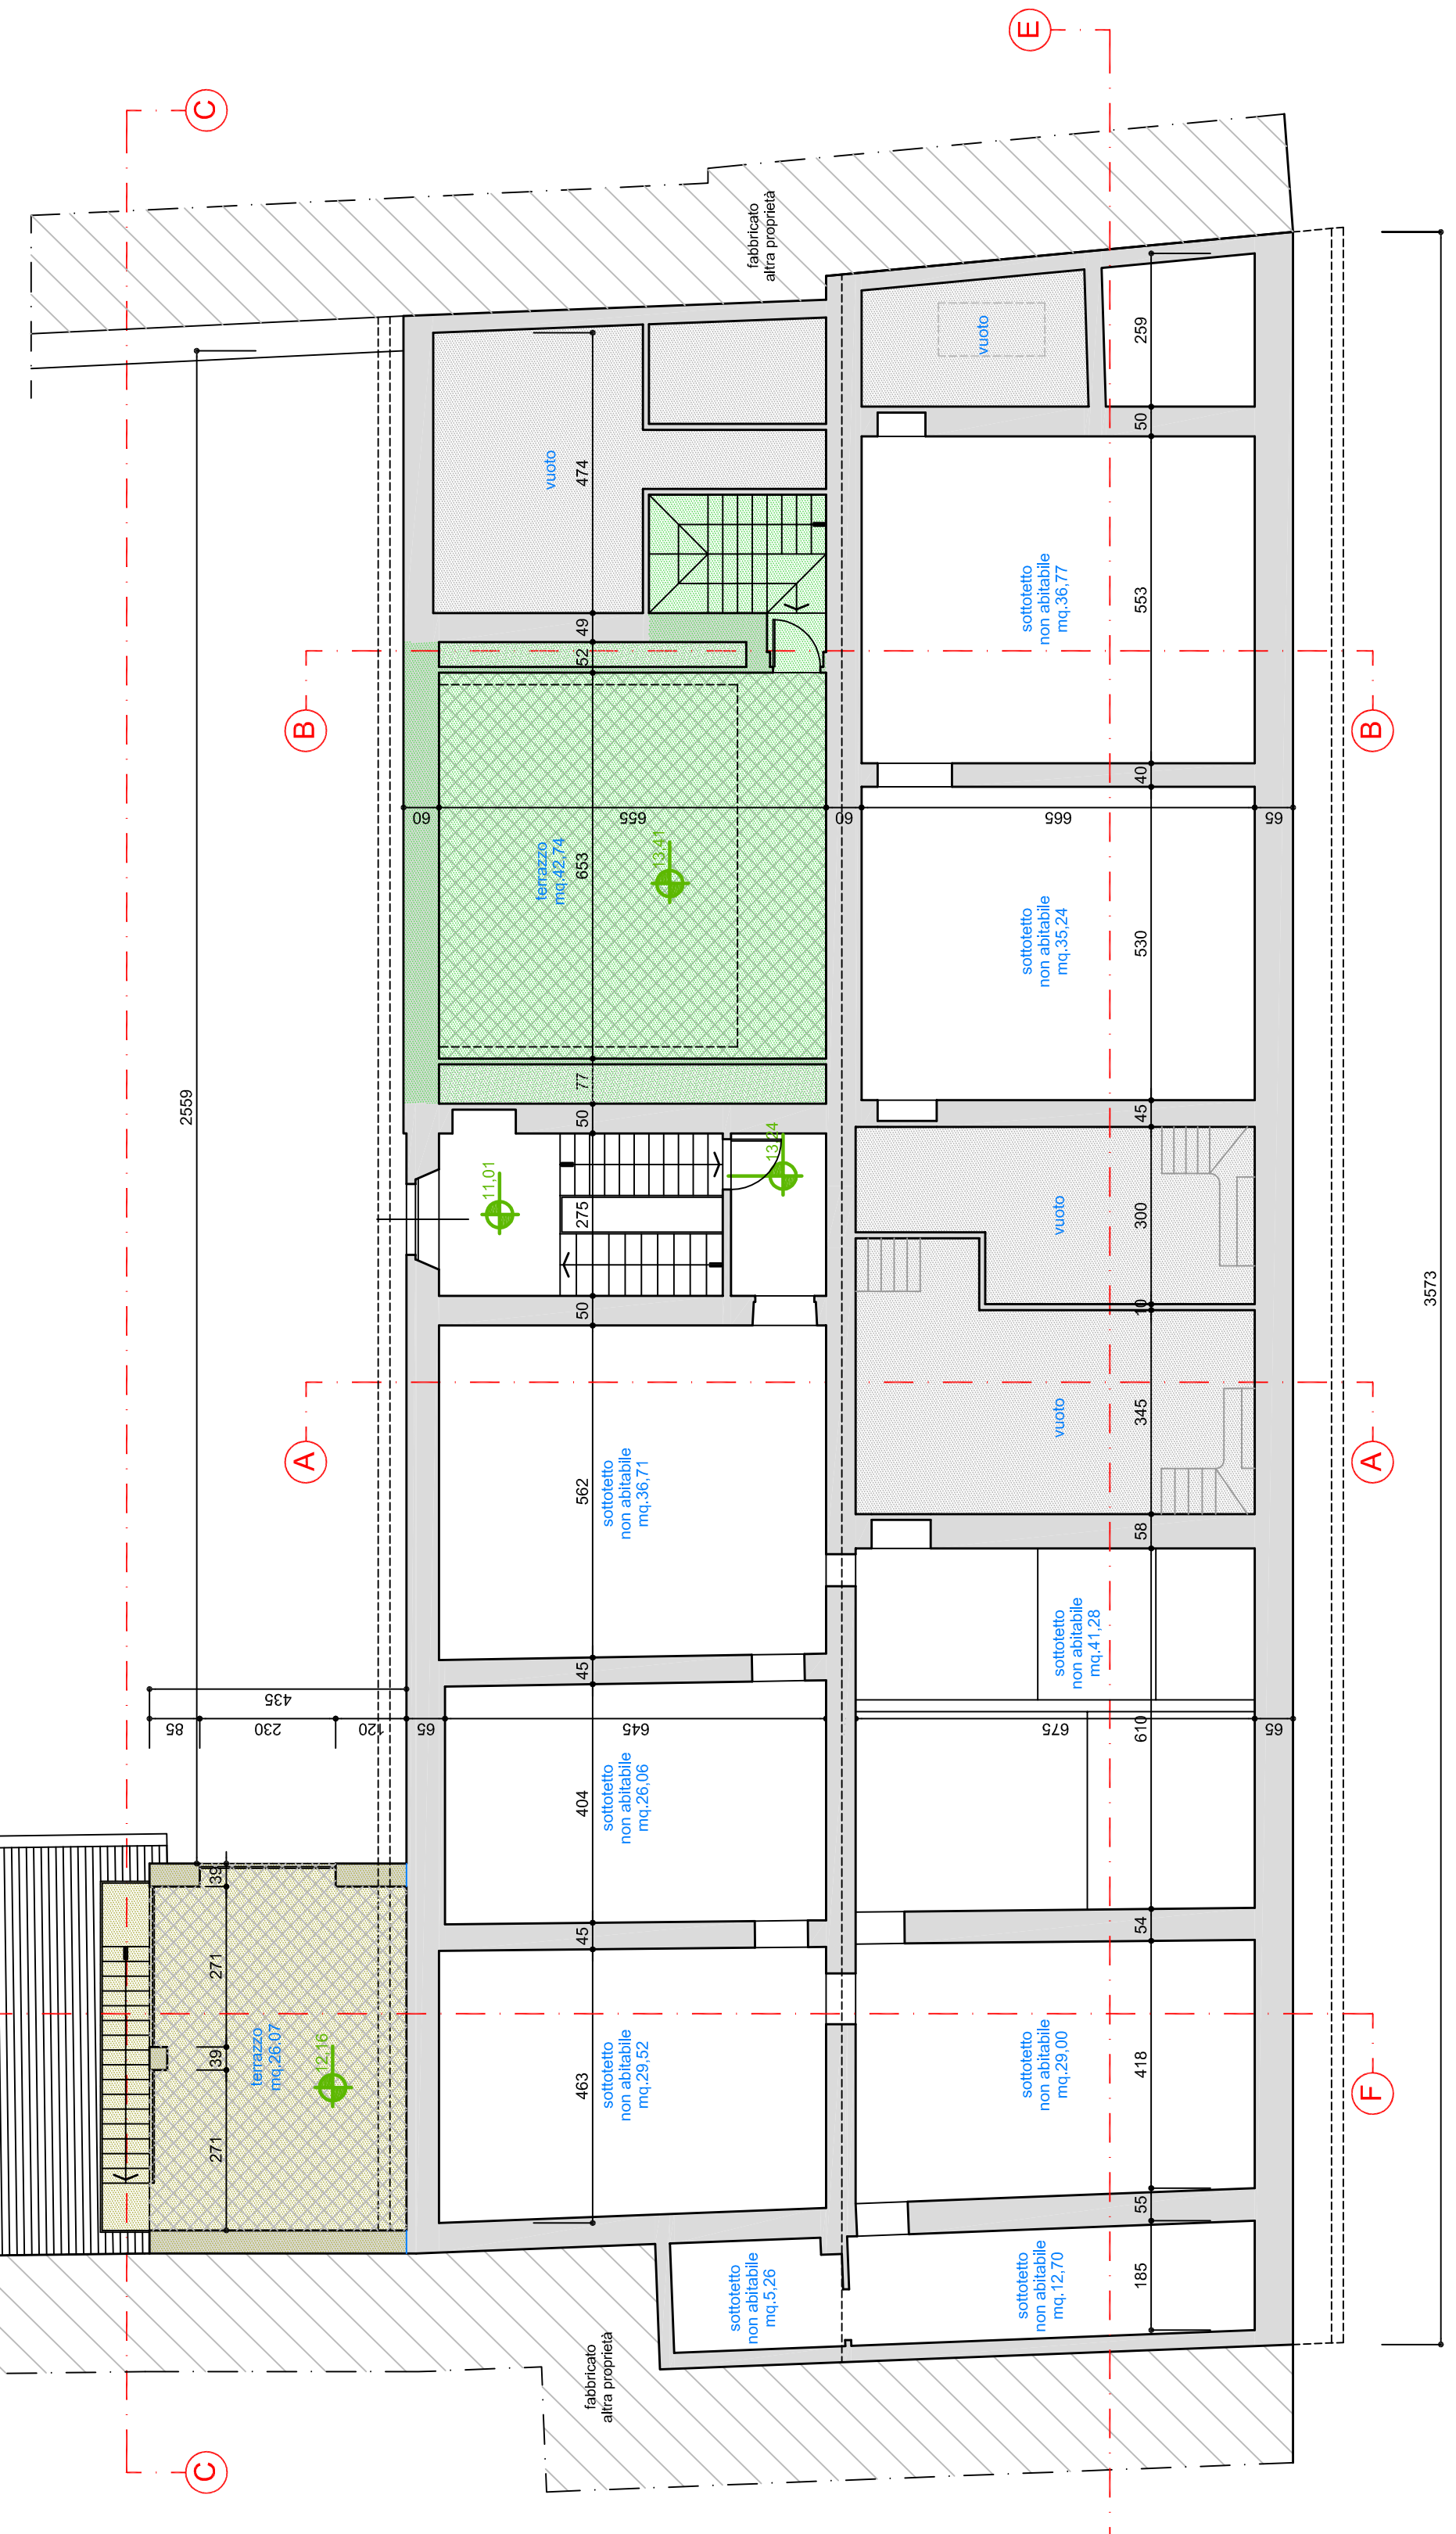 C
E
fabbricato
altra proprietà
vuoto
259
50
vuoto
474
49
52
sottotetto
non abitabile
mq.36,77
553
40
B
B
60
655
60
665
65
terrazzo
mq.42,74
653
13,41
sottotetto
non abitabile
mq.35,24
530
45
77
50
2559
11,01
13,24
275
50
vuoto
300
10
3573
A
A
vuoto
345
58
562
sottotetto
non abitabile
mq.36,71
45
sottotetto
non abitabile
mq.41,28
610
435
85
230
120
65
645
675
65
404
sottotetto
non abitabile
mq.26,06
45
54
39
271
39
271
terrazzo
mq.26.07
12,16
463
sottotetto
non abitabile
mq.29,52
sottotetto
non abitabile
mq.29,00
418
F
55
sottotetto
non abitabile
mq.5,26
sottotetto
non abitabile
mq.12,70
185
fabbricato
altra proprietà
C